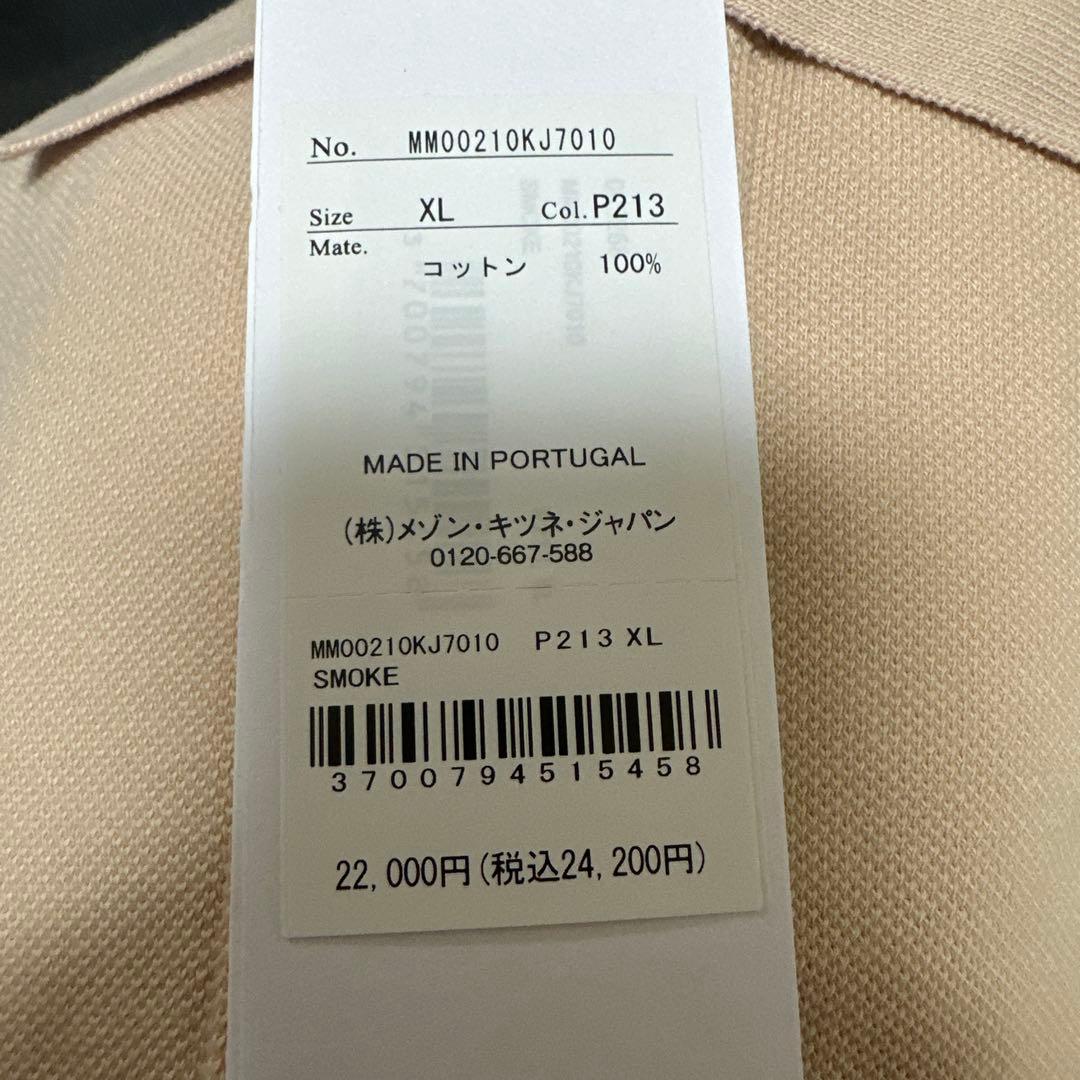 No. MM00210KJ7010
Size XL Col. P213
Mate.
コットン 100%
MADE IN PORTUGAL
(株)メゾン・キツネ・ジャパン
0120-667-588
MM00210KJ7010 P213 XL
SMOKE
3700794515458
22,000円(税込24,200円)